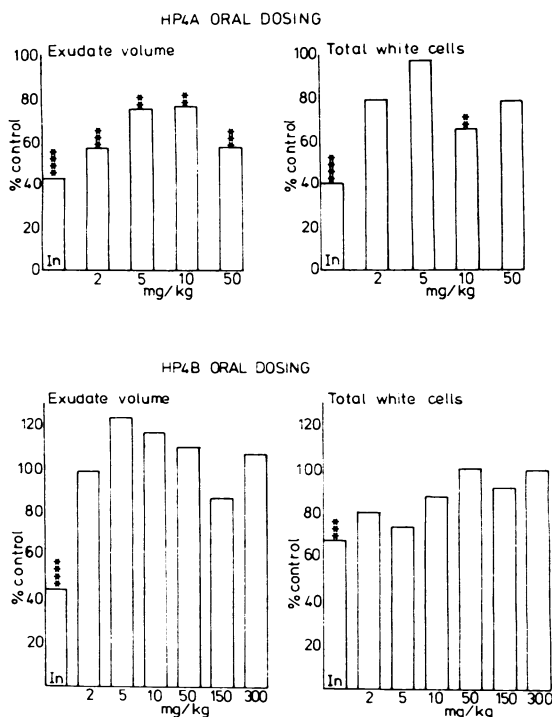 HP4A ORAL DOSING
Exudate volume
Total white cells
% control
100
80
60
40
20
0
**** *** ** ** ***
In
2 5 10 50
mg/kg
% control
100
80
60
40
20
0
**** **
In
2 5 10 50
mg/kg
HP4B ORAL DOSING
Exudate volume
Total white cells
% control
120
100
80
60
40
20
****
In
2 5 10 50 150 300
mg/kg
% control
120
100
80
60
40
20
***
In
2 5 10 50 150 300
mg/kg